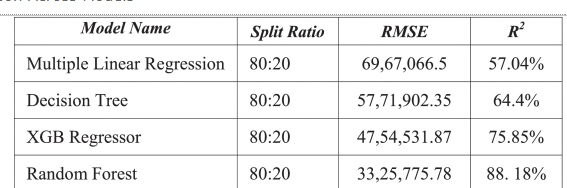 Model Name Split Ratio RMSE R²
Multiple Linear Regression 80:20 69,67,066.5 57.04%
Decision Tree 80:20 57,71,902.35 64.4%
XGB Regressor 80:20 47,54,531.87 75.85%
Random Forest 80:20 33,25,775.78 88. 18%